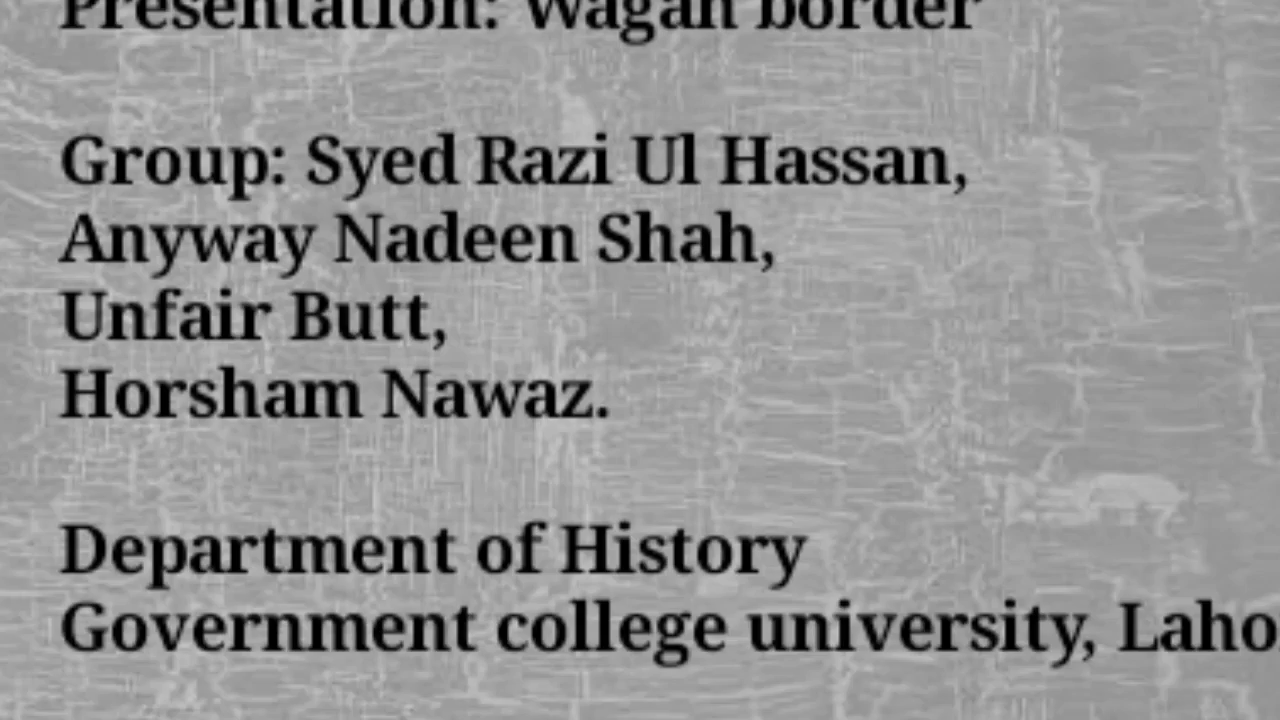 Presentation: Wagah border
Group: Syed Razi Ul Hassan,
Anyway Nadeen Shah,
Unfair Butt,
Horsham Nawaz.
Department of History
Government college university,